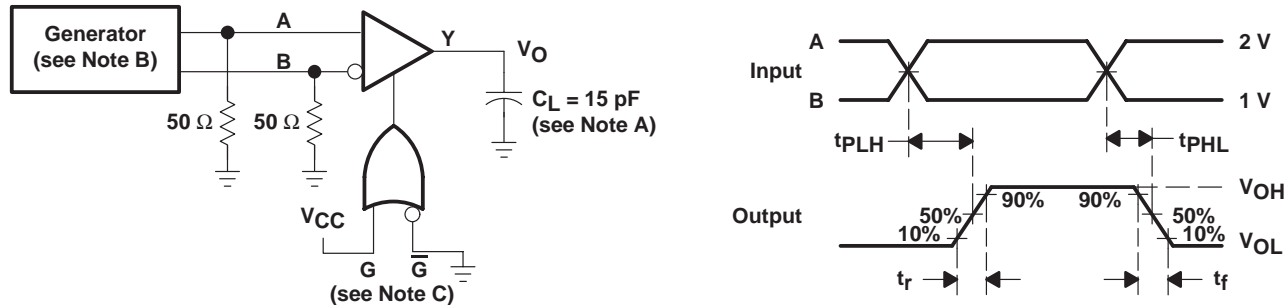 Generator
(see Note B)
A
B
Y
VO
50 Ω
50 Ω
CL = 15 pF
(see Note A)
VCC
G
G̅
(see Note C)
A
Input
B
2 V
1 V
tPLH
tPHL
Output
50%
10%
90%
90%
50%
10%
VOH
VOL
tr
tf